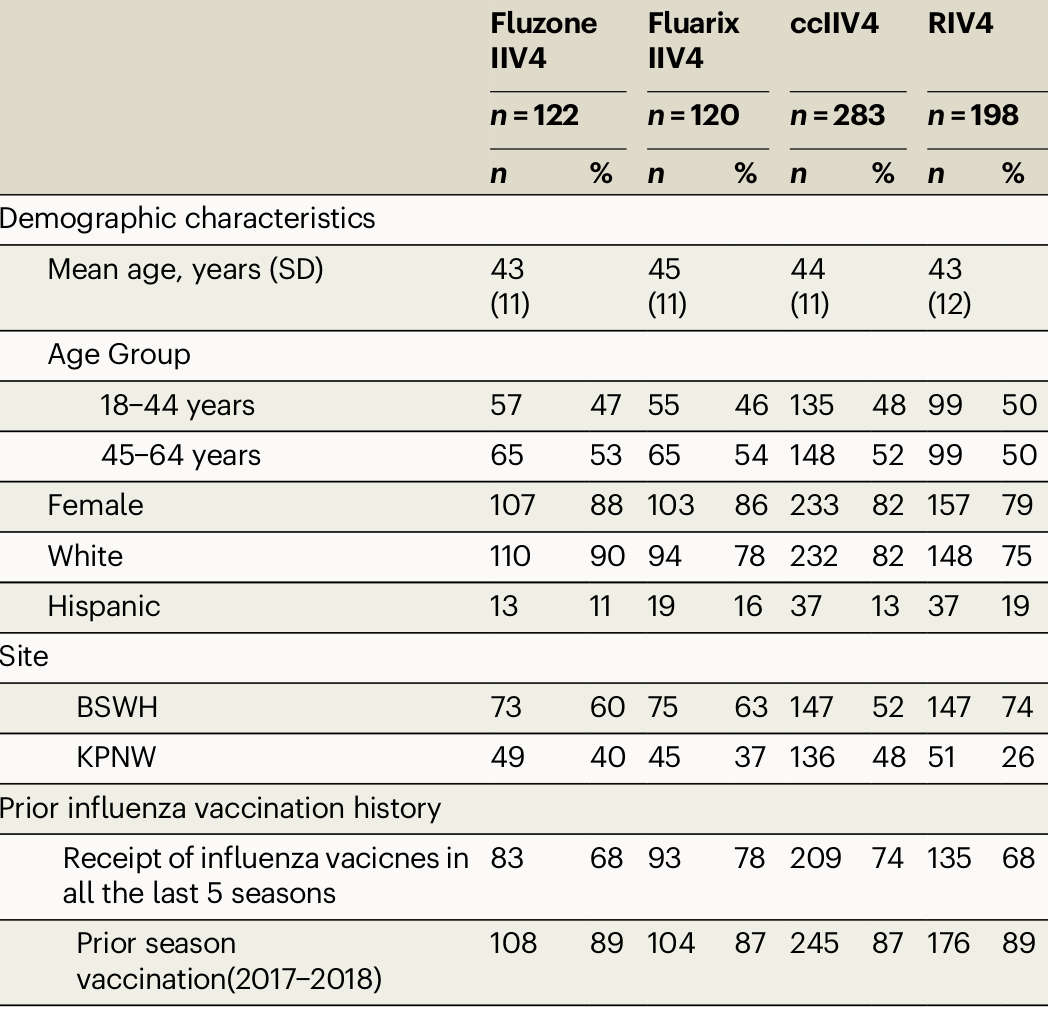 Fluzone Fluarix ccIIV4 RIV4
IIV4 IIV4
n = 122 n = 120 n = 283 n = 198
n % n % n % n %
Demographic characteristics
Mean age, years (SD) 43 45 44 43
(11) (11) (11) (12)
Age Group
18–44 years 57 47 55 46 135 48 99 50
45–64 years 65 53 65 54 148 52 99 50
Female 107 88 103 86 233 82 157 79
White 110 90 94 78 232 82 148 75
Hispanic 13 11 19 16 37 13 37 19
Site
BSWH 73 60 75 63 147 52 147 74
KPNW 49 40 45 37 136 48 51 26
Prior influenza vaccination history
Receipt of influenza vacicnes in 83 68 93 78 209 74 135 68
all the last 5 seasons
Prior season 108 89 104 87 245 87 176 89
vaccination(2017–2018)